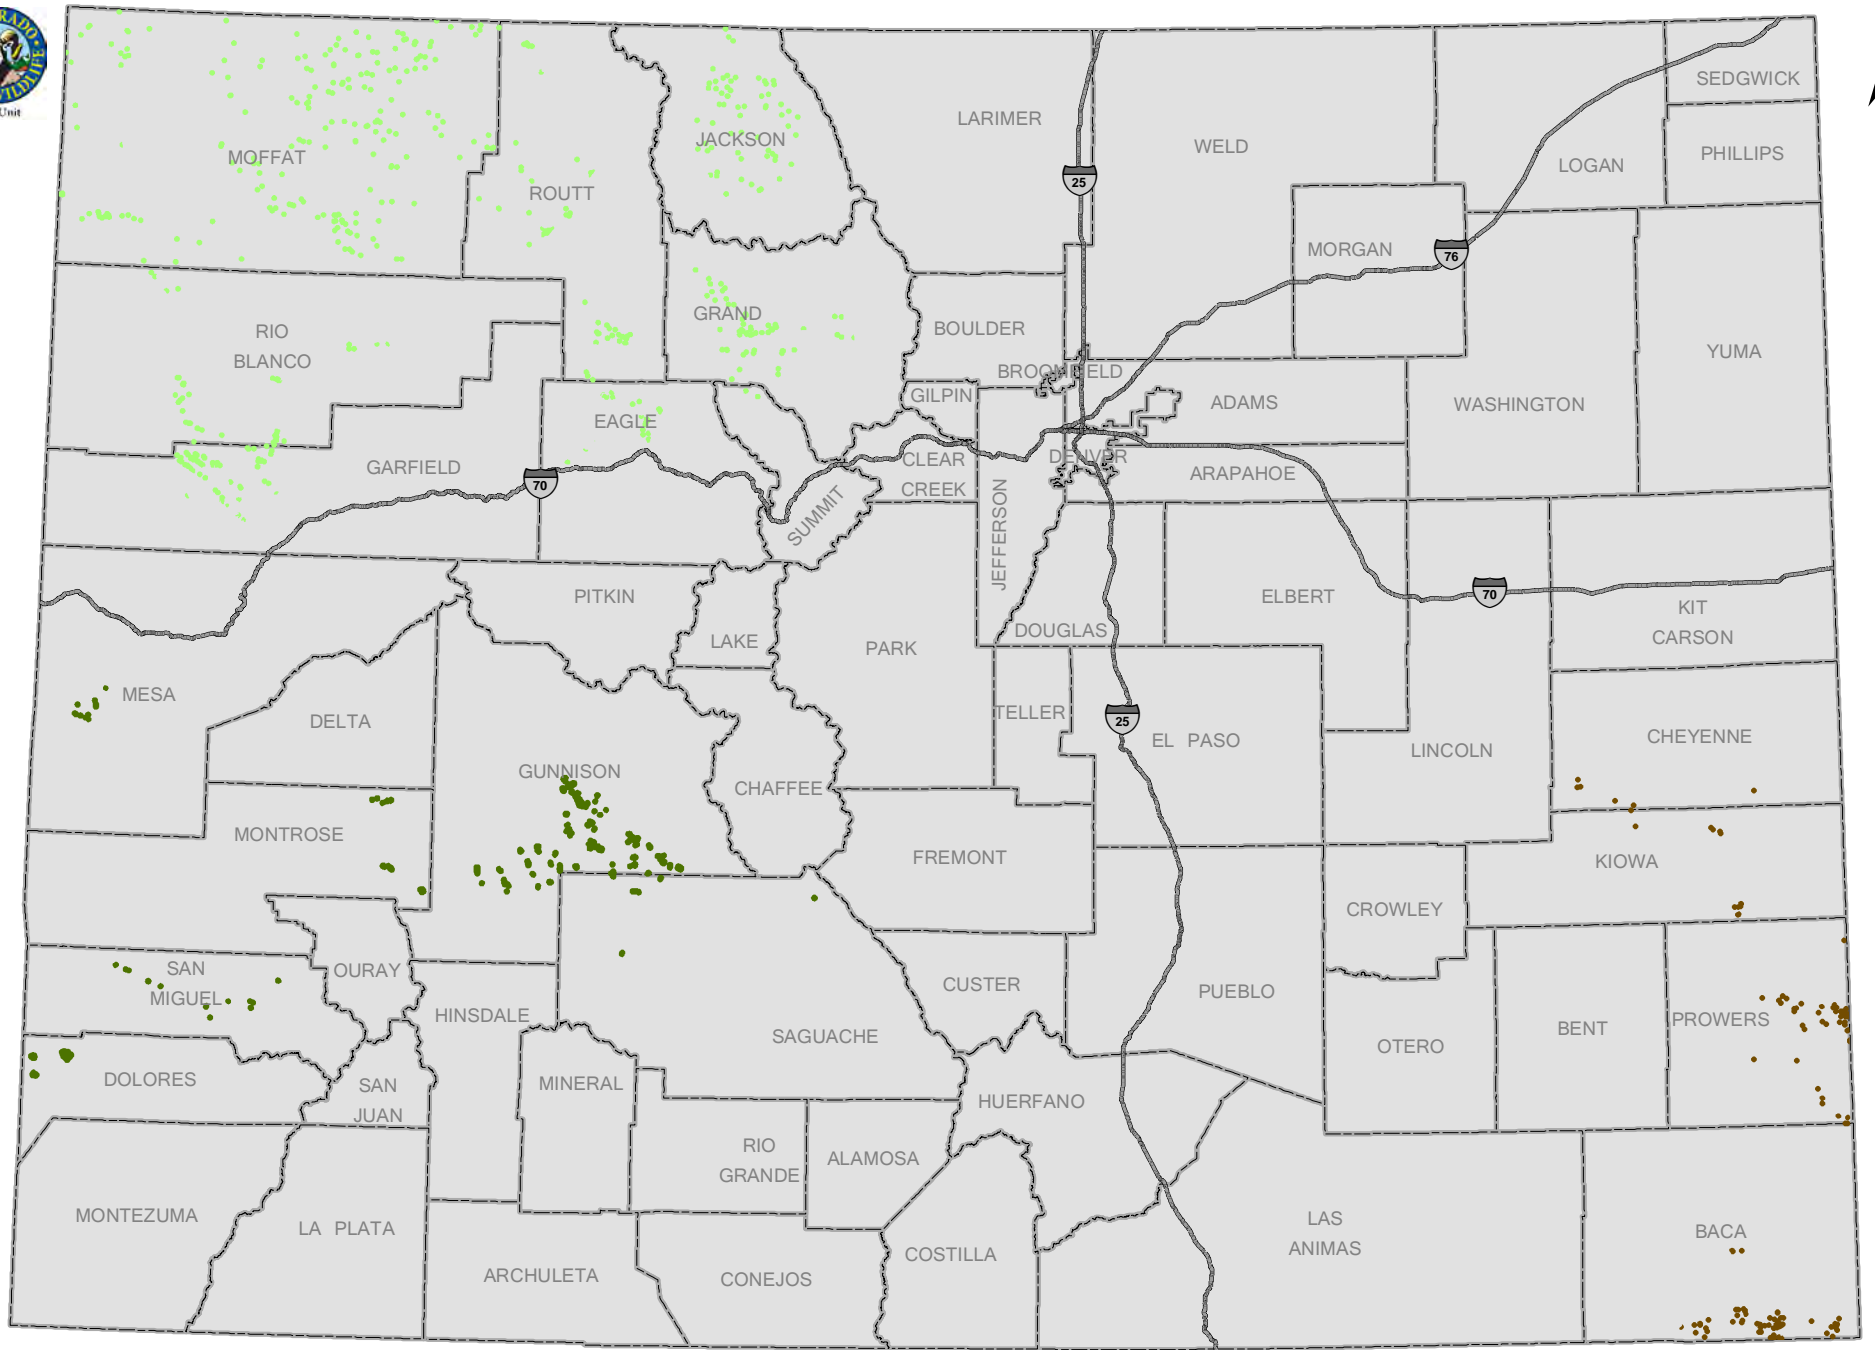 RADO
WILDLIFE
Unit
SEDGWICK
LARIMER
JACKSON
WELD
PHILLIPS
MOFFAT
LOGAN
25
ROUTT
MORGAN
76
GRAND
BOULDER
RIO
BLANCO
YUMA
BROOMFIELD
GILPIN
ADAMS
WASHINGTON
EAGLE
GARFIELD
CLEAR
CREEK
DENVER
ARAPAHOE
70
SUMMIT
JEFFERSON
PITKIN
ELBERT
70
KIT
CARSON
LAKE
DOUGLAS
PARK
MESA
DELTA
TELLER
25
EL PASO
LINCOLN
CHEYENNE
GUNNISON
CHAFFEE
MONTROSE
FREMONT
KIOWA
CROWLEY
SAN
MIGUEL
OURAY
CUSTER
PUEBLO
HINSDALE
SAGUACHE
BENT
PROWERS
OTERO
DOLORES
SAN
JUAN
MINERAL
HUERFANO
RIO
GRANDE
ALAMOSA
MONTEZUMA
LA PLATA
LAS
ANIMAS
BACA
COSTILLA
ARCHULETA
CONEJOS